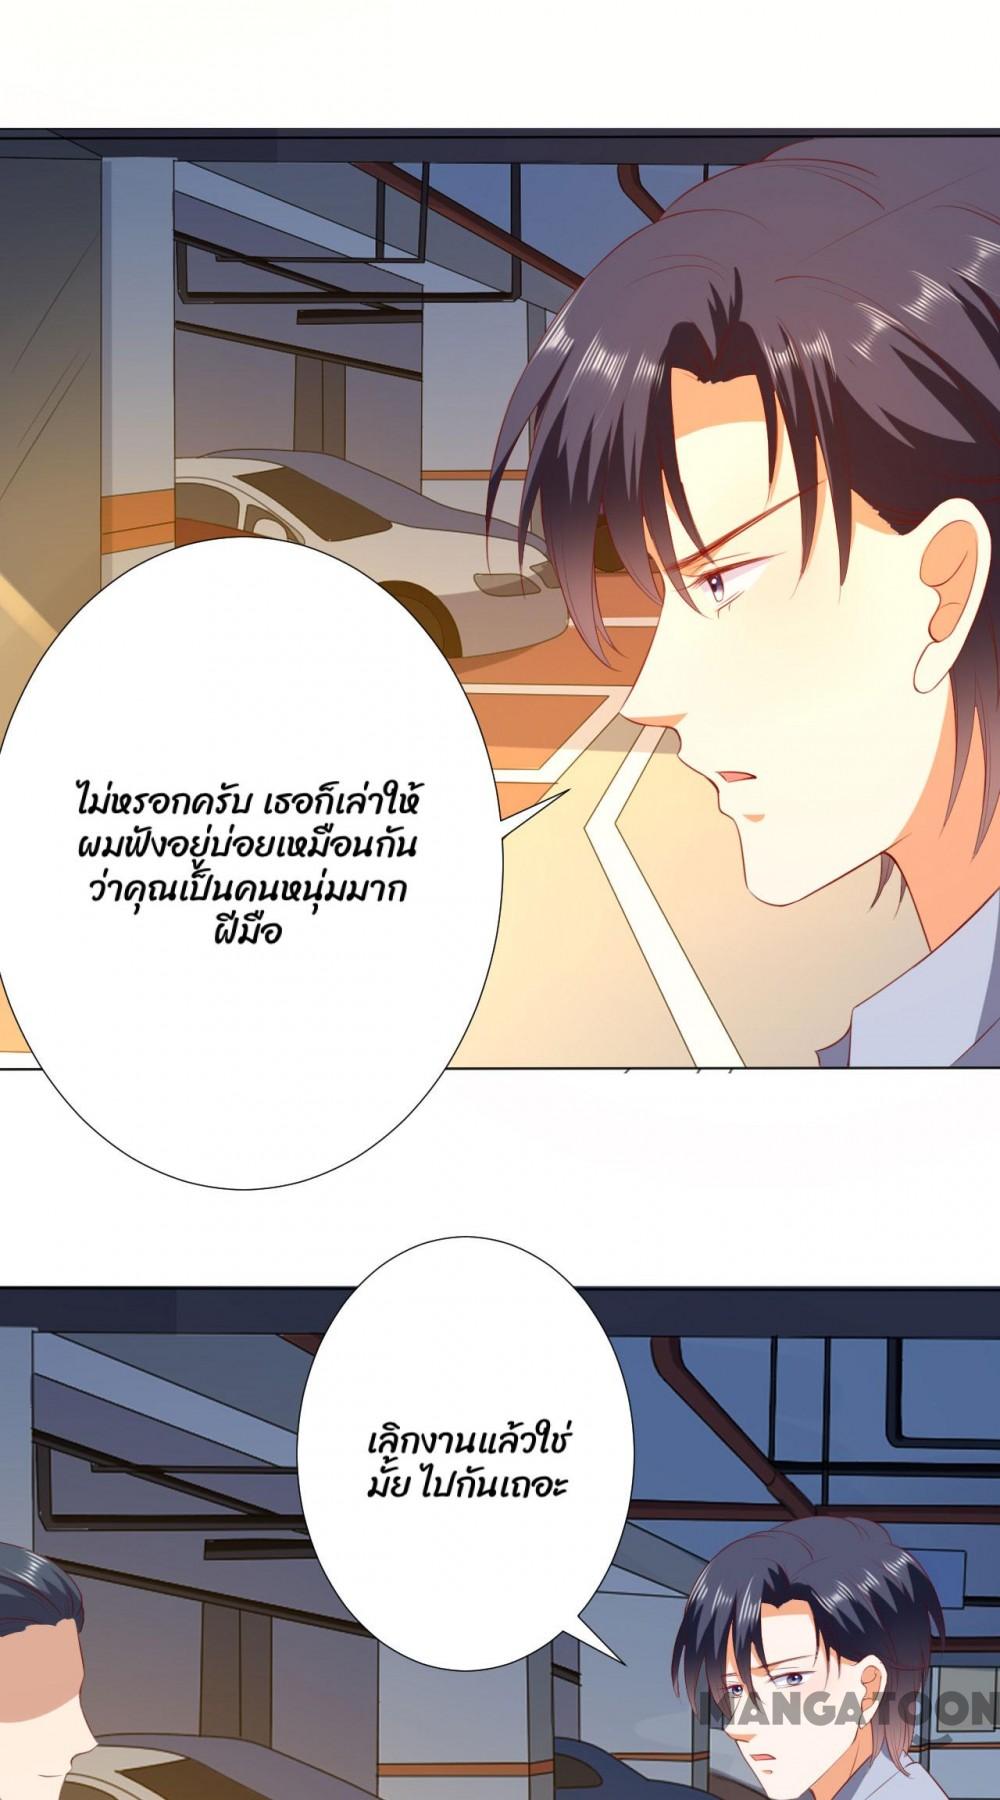 ไม่หรอกครับ เธอก็เล่าให้
ผมฟังอยู่บ่อยเหมือนกัน
ว่าคุณเป็นคนหนุ่มมาก
ฝีมือ
เลิกงานแล้วใช่
มั้ย ไปกันเถอะ
MANGATOON